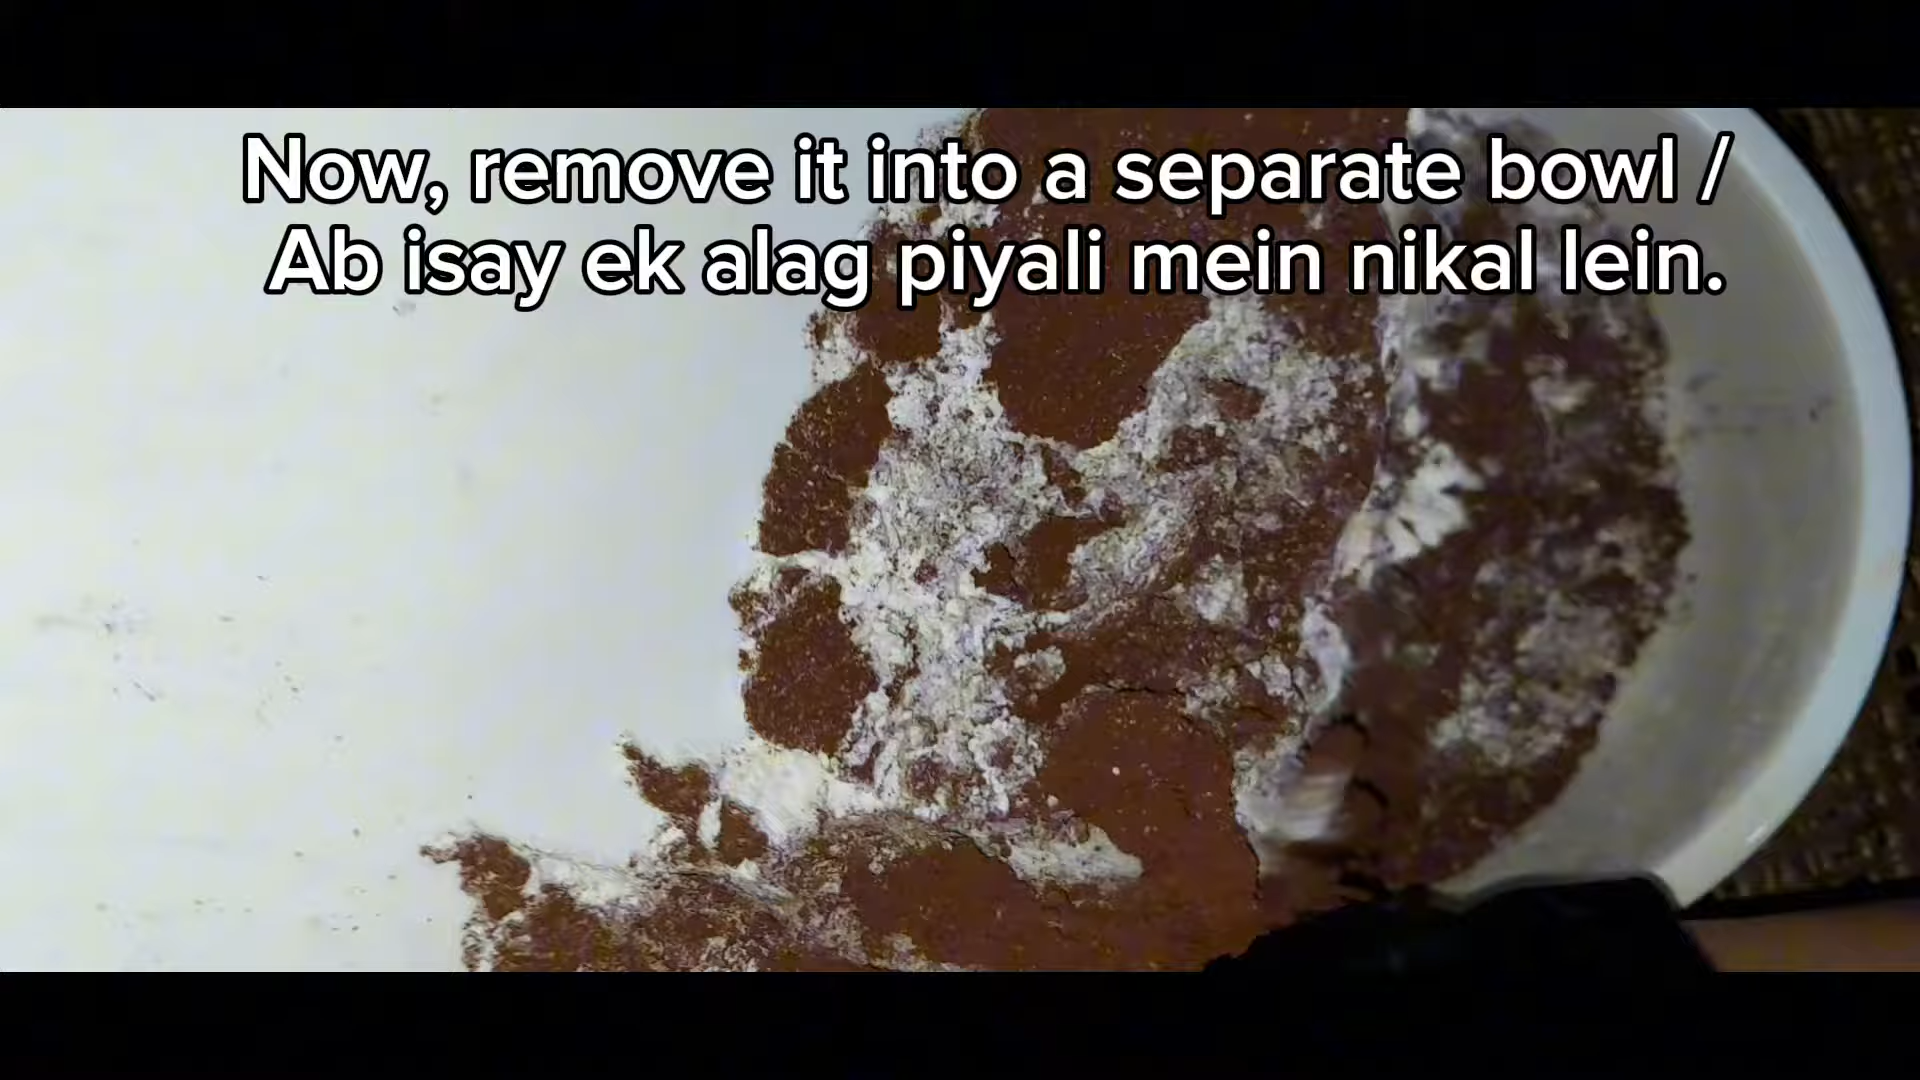 Now, remove it into a separate bowl /
Ab isay ek alag piyali mein nikal lein.